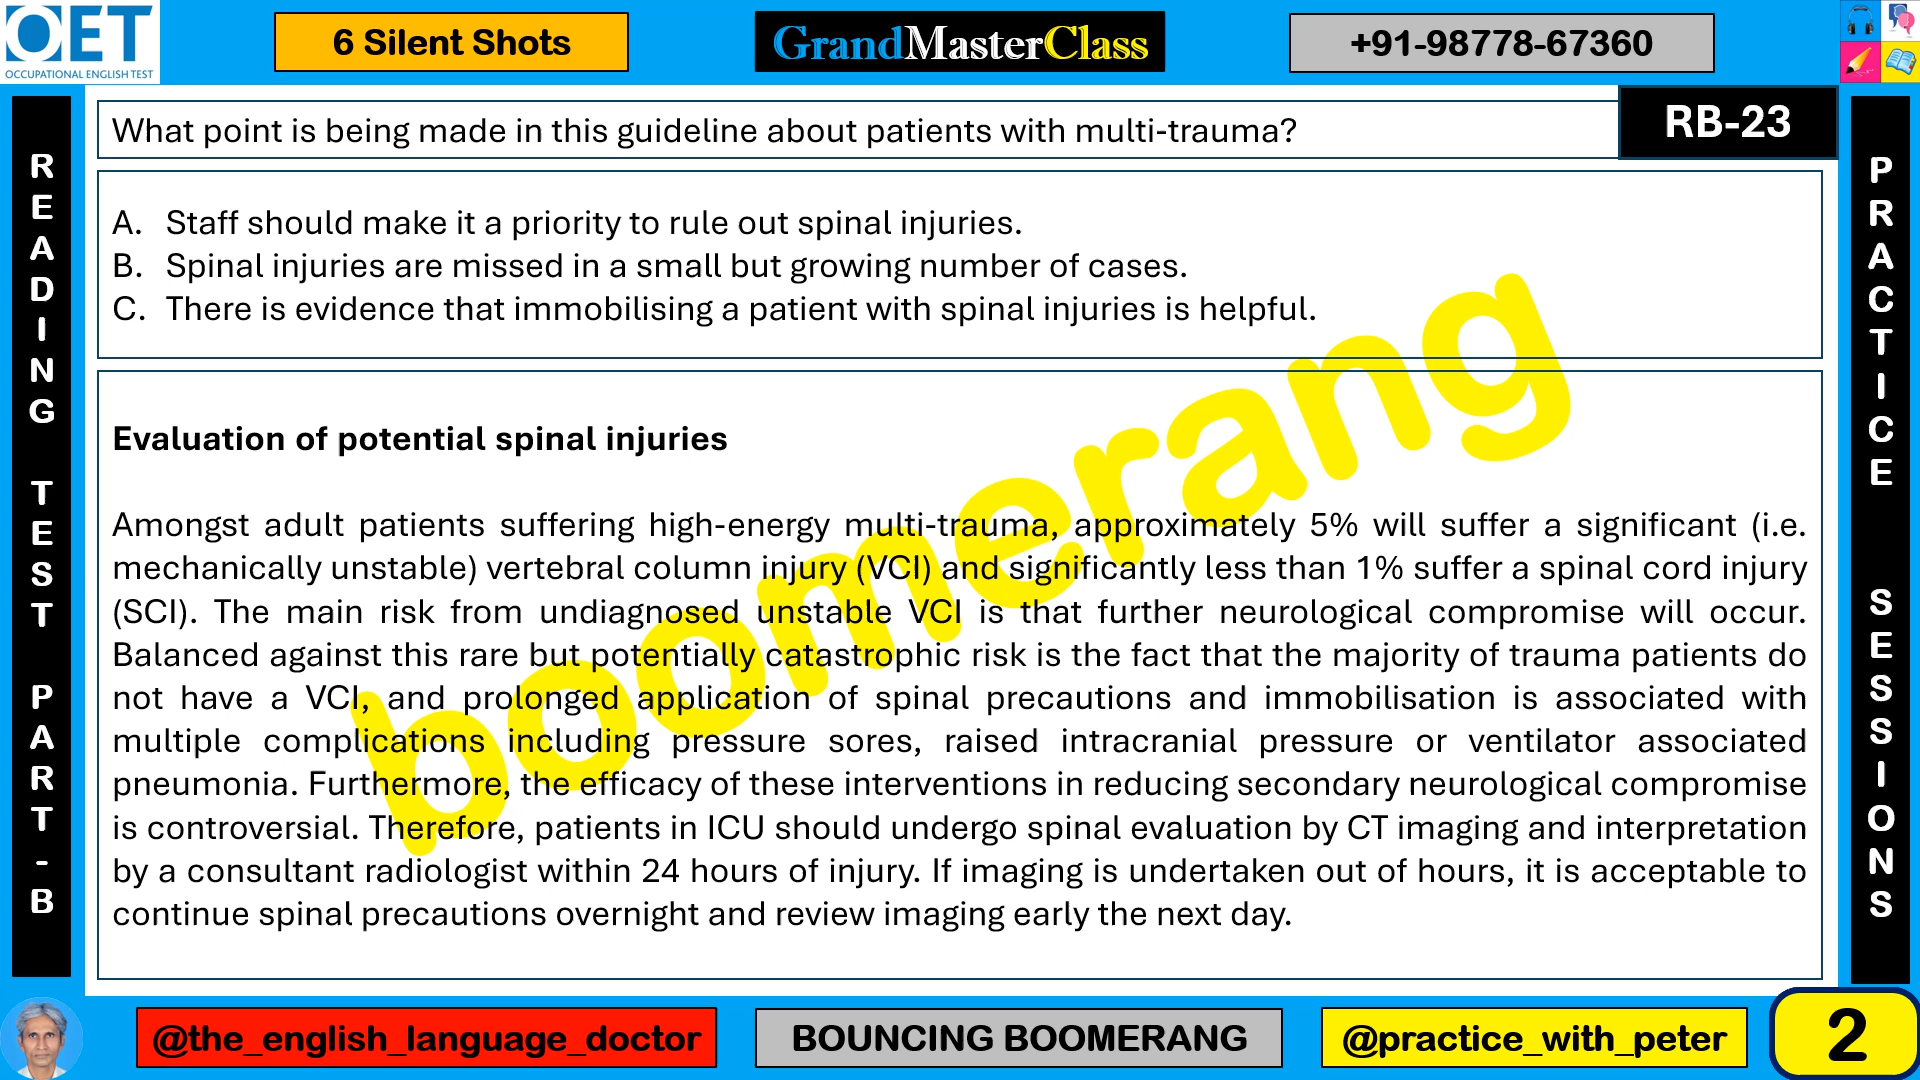 OET
OCCUPATIONAL ENGLISH TEST
6 Silent Shots
GrandMasterClass
+91-98778-67360
READING TEST PART-B
What point is being made in this guideline about patients with multi-trauma?
RB-23
A. Staff should make it a priority to rule out spinal injuries.
B. Spinal injuries are missed in a small but growing number of cases.
C. There is evidence that immobilising a patient with spinal injuries is helpful.
boomerang
Evaluation of potential spinal injuries
Amongst adult patients suffering high-energy multi-trauma, approximately 5% will suffer a significant (i.e.
mechanically unstable) vertebral column injury (VCI) and significantly less than 1% suffer a spinal cord injury
(SCI). The main risk from undiagnosed unstable VCI is that further neurological compromise will occur.
Balanced against this rare but potentially catastrophic risk is the fact that the majority of trauma patients do
not have a VCI, and prolonged application of spinal precautions and immobilisation is associated with
multiple complications including pressure sores, raised intracranial pressure or ventilator associated
pneumonia. Furthermore, the efficacy of these interventions in reducing secondary neurological compromise
is controversial. Therefore, patients in ICU should undergo spinal evaluation by CT imaging and interpretation
by a consultant radiologist within 24 hours of injury. If imaging is undertaken out of hours, it is acceptable to
continue spinal precautions overnight and review imaging early the next day.
PRACTICE SESSIONS
@the_english_language_doctor
BOUNCING BOOMERANG
@practice_with_peter
2